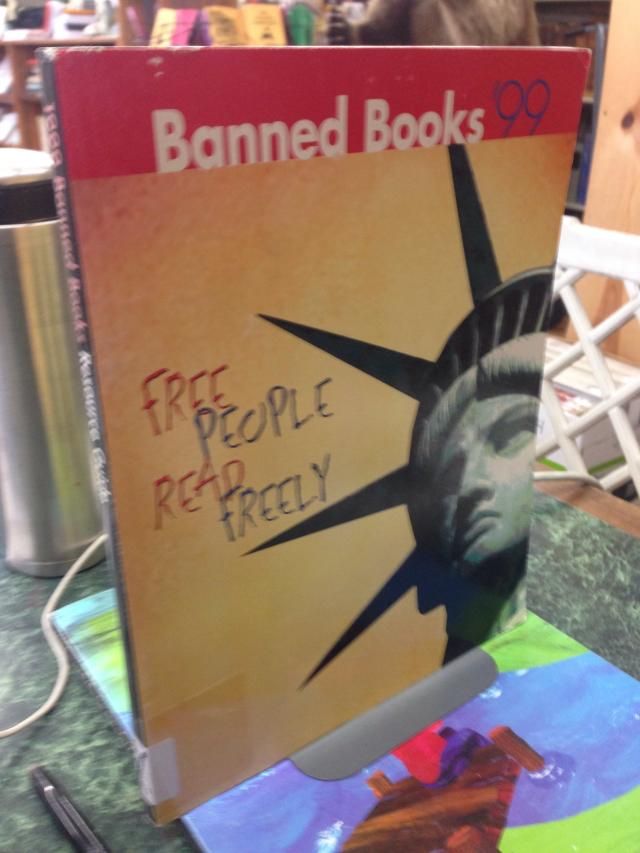 Banned Books '99
FREE
PEOPLE
READ
FREELY
1999 Banned Books Resource Guide